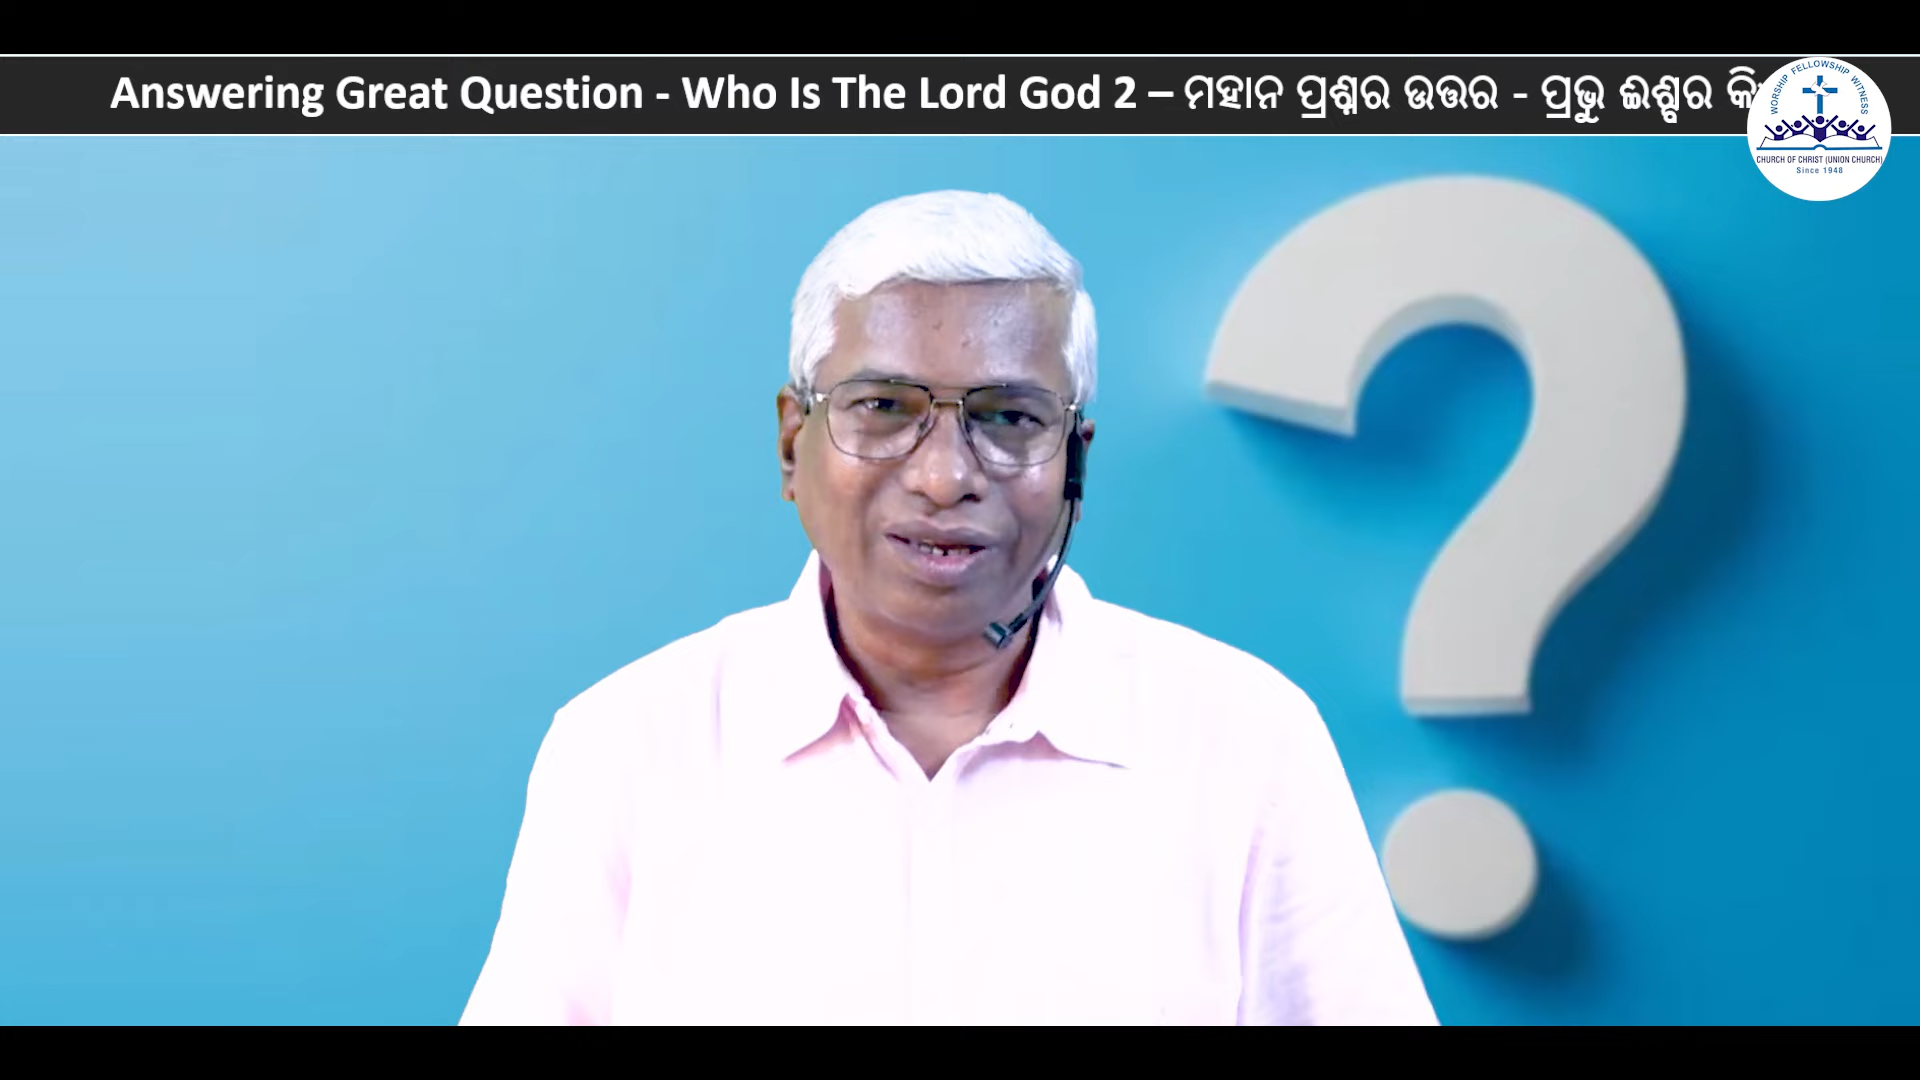 Answering Great Question - Who Is The Lord God 2 – ମହାନ ପ୍ରଶ୍ନର ଉତ୍ତର - ପ୍ରଭୁ ଈଶ୍ବର
WORSHIP FELLOWSHIP WITNESS
CHURCH OF CHRIST (UNION CHURCH)
Since 1948